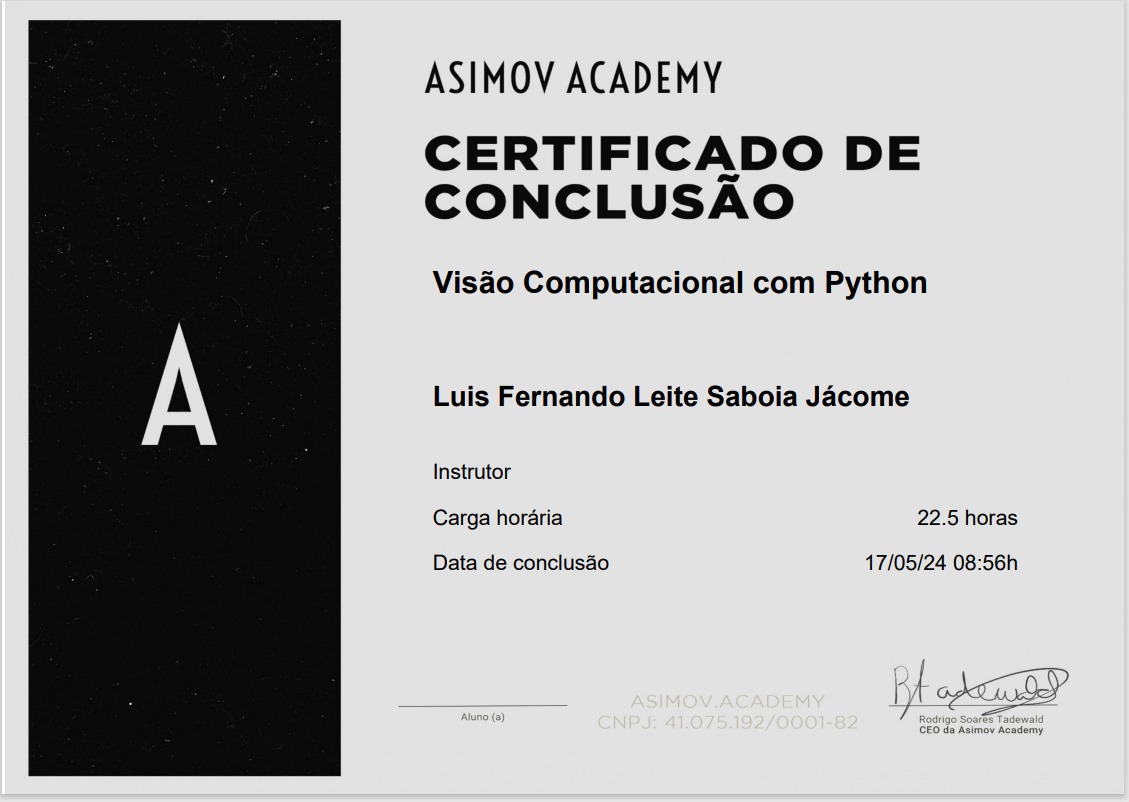 A
ASIMOV ACADEMY
CERTIFICADO DE
CONCLUSÃO
Visão Computacional com Python
Luis Fernando Leite Saboia Jácome
Instrutor
Carga horária 22.5 horas
Data de conclusão 17/05/24 08:56h
Aluno (a)
ASIMOV.ACADEMY
CNPJ: 41.075.192/0001-82
RTadewald
Rodrigo Soares Tadewald
CEO da Asimov Academy